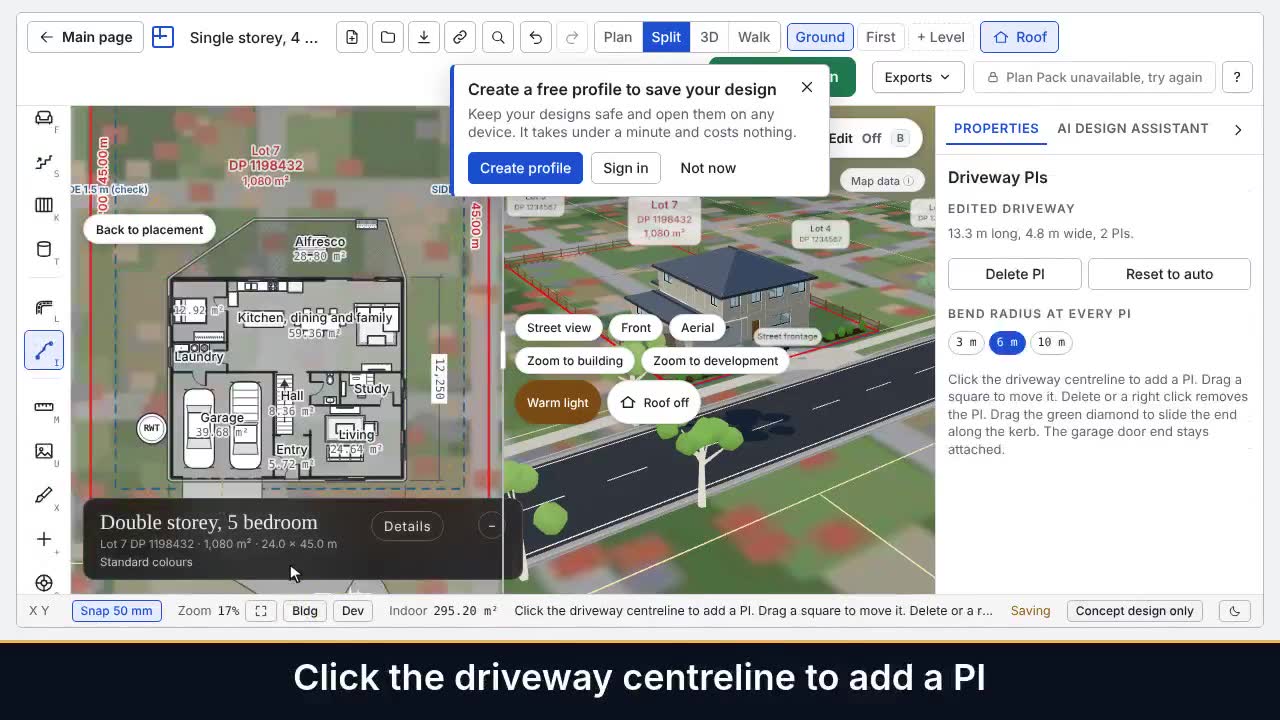 Main page
Single storey, 4 ...
Plan
Split
3D
Walk
Ground
First
+ Level
Roof
Create a free profile to save your design
Keep your designs safe and open them on any
device. It takes under a minute and costs nothing.
Create profile
Sign in
Not now
Exports
Plan Pack unavailable, try again
?
F
S
K
T
L
I
M
U
X
+
45.00 m
Lot 7
DP 1198432
1,080 m²
DE 1.5 m (check)
SIDE
45.00 m
Back to placement
Alfresco
28.80 m²
12.92 m²
Kitchen, dining and family
59.36 m²
Laundry
Hall
8.36 m²
Study
Garage
39.68 m²
Living
24.64 m²
Entry
5.72 m²
RWT
12,250
Double storey, 5 bedroom
Details
Lot 7 DP 1198432 · 1,080 m² · 24.0 × 45.0 m
Standard colours
Edit Off B
Map data
Lot 7
DP 1198432
1,080 m²
Lot 4
DP 1234567
Street frontage
Street view
Front
Aerial
Zoom to building
Zoom to development
Warm light
Roof off
PROPERTIES
AI DESIGN ASSISTANT
Driveway PIs
EDITED DRIVEWAY
13.3 m long, 4.8 m wide, 2 PIs.
Delete PI
Reset to auto
BEND RADIUS AT EVERY PI
3 m
6 m
10 m
Click the driveway centreline to add a PI. Drag a
square to move it. Delete or a right click removes
the PI. Drag the green diamond to slide the end
along the kerb. The garage door end stays
attached.
X Y
Snap 50 mm
Zoom 17%
Bldg
Dev
Indoor 295.20 m²
Click the driveway centreline to add a PI. Drag a square to move it. Delete or a r...
Saving
Concept design only
Click the driveway centreline to add a PI